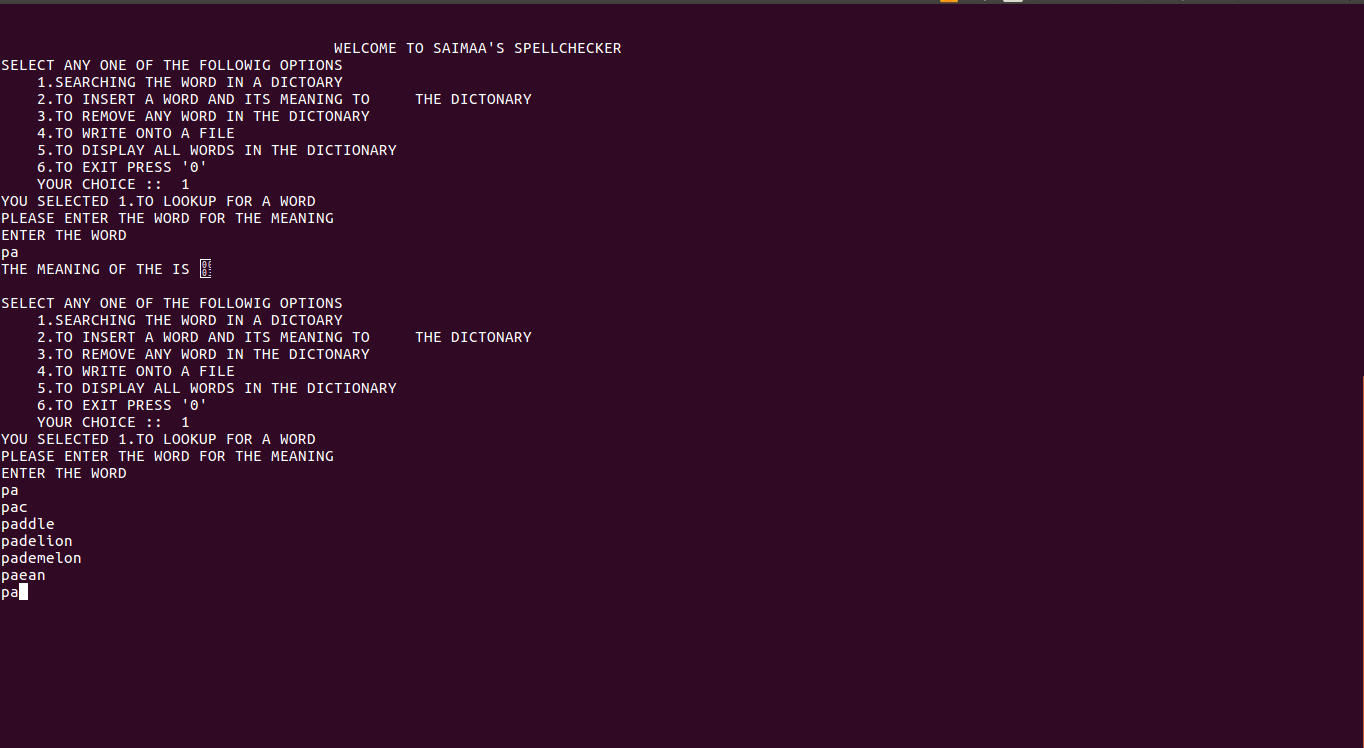 WELCOME TO SAIMAA'S SPELLCHECKER
SELECT ANY ONE OF THE FOLLOWIG OPTIONS
1.SEARCHING THE WORD IN A DICTOARY
2.TO INSERT A WORD AND ITS MEANING TO     THE DICTONARY
3.TO REMOVE ANY WORD IN THE DICTONARY
4.TO WRITE ONTO A FILE
5.TO DISPLAY ALL WORDS IN THE DICTIONARY
6.TO EXIT PRESS '0'
YOUR CHOICE ::  1
YOU SELECTED 1.TO LOOKUP FOR A WORD
PLEASE ENTER THE WORD FOR THE MEANING
ENTER THE WORD
pa
THE MEANING OF THE IS
SELECT ANY ONE OF THE FOLLOWIG OPTIONS
1.SEARCHING THE WORD IN A DICTOARY
2.TO INSERT A WORD AND ITS MEANING TO     THE DICTONARY
3.TO REMOVE ANY WORD IN THE DICTONARY
4.TO WRITE ONTO A FILE
5.TO DISPLAY ALL WORDS IN THE DICTIONARY
6.TO EXIT PRESS '0'
YOUR CHOICE ::  1
YOU SELECTED 1.TO LOOKUP FOR A WORD
PLEASE ENTER THE WORD FOR THE MEANING
ENTER THE WORD
pa
pac
paddle
padelion
pademelon
paean
pa